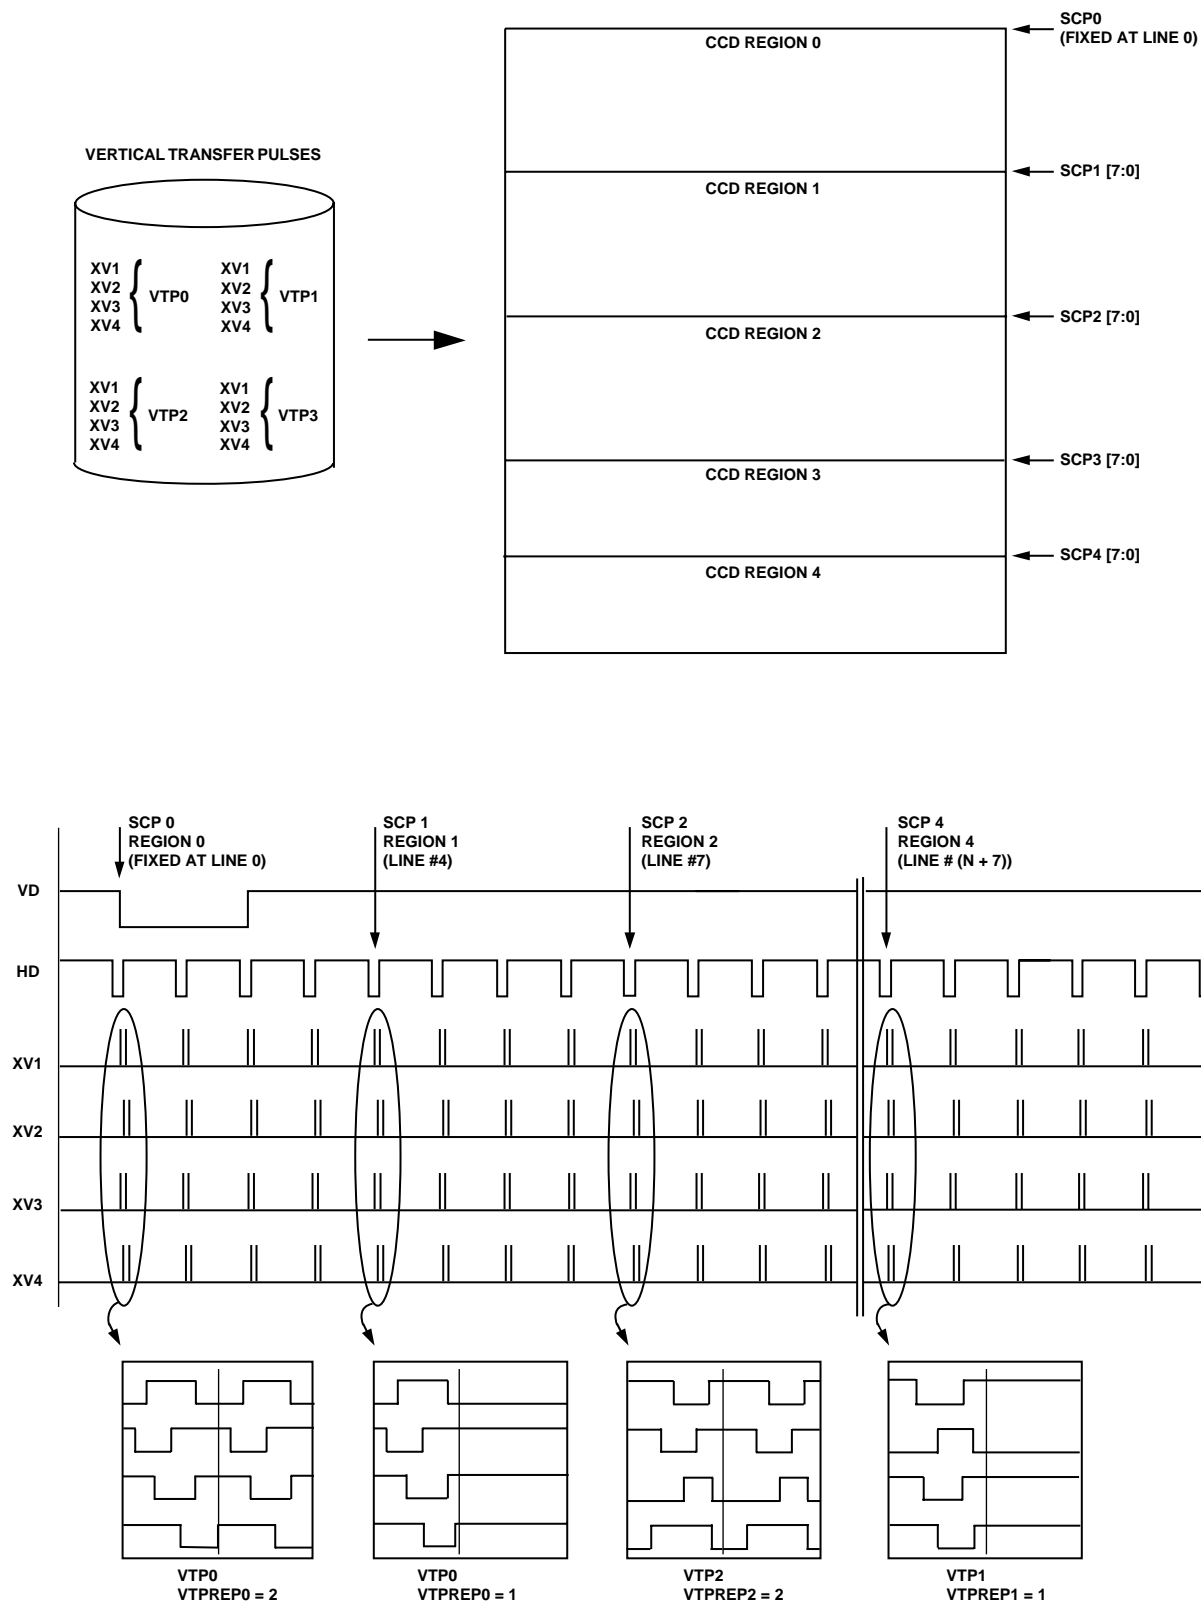 SCP0
(FIXED AT LINE 0)
CCD REGION 0
VERTICAL TRANSFER PULSES
SCP1 [7:0]
CCD REGION 1
XV1
XV2
XV3
XV4
VTP0
XV1
XV2
XV3
XV4
VTP1
SCP2 [7:0]
CCD REGION 2
XV1
XV2
XV3
XV4
VTP2
XV1
XV2
XV3
XV4
VTP3
SCP3 [7:0]
CCD REGION 3
SCP4 [7:0]
CCD REGION 4
SCP 0
REGION 0
(FIXED AT LINE 0)
SCP 1
REGION 1
(LINE #4)
SCP 2
REGION 2
(LINE #7)
SCP 4
REGION 4
(LINE # (N + 7))
VD
HD
XV1
XV2
XV3
XV4
VTP0
VTPREP0 = 2
VTP0
VTPREP0 = 1
VTP2
VTPREP2 = 2
VTP1
VTPREP1 = 1